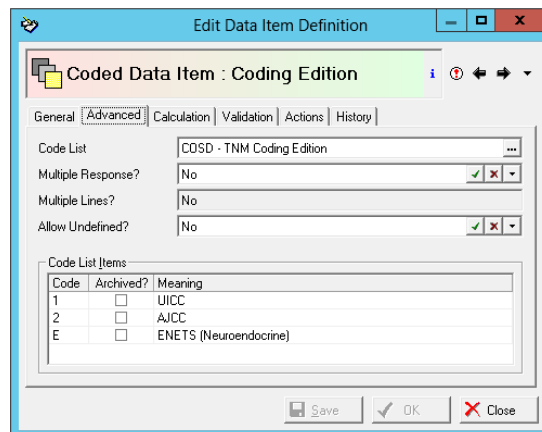 Edit Data Item Definition
Coded Data Item : Coding Edition
General Advanced Calculation Validation Actions History
Code List COSD - TNM Coding Edition ...
Multiple Response? No
Multiple Lines? No
Allow Undefined? No
Code List Items
Code Archived? Meaning
1 UICC
2 AJCC
E ENETS (Neuroendocrine)
Save OK Close